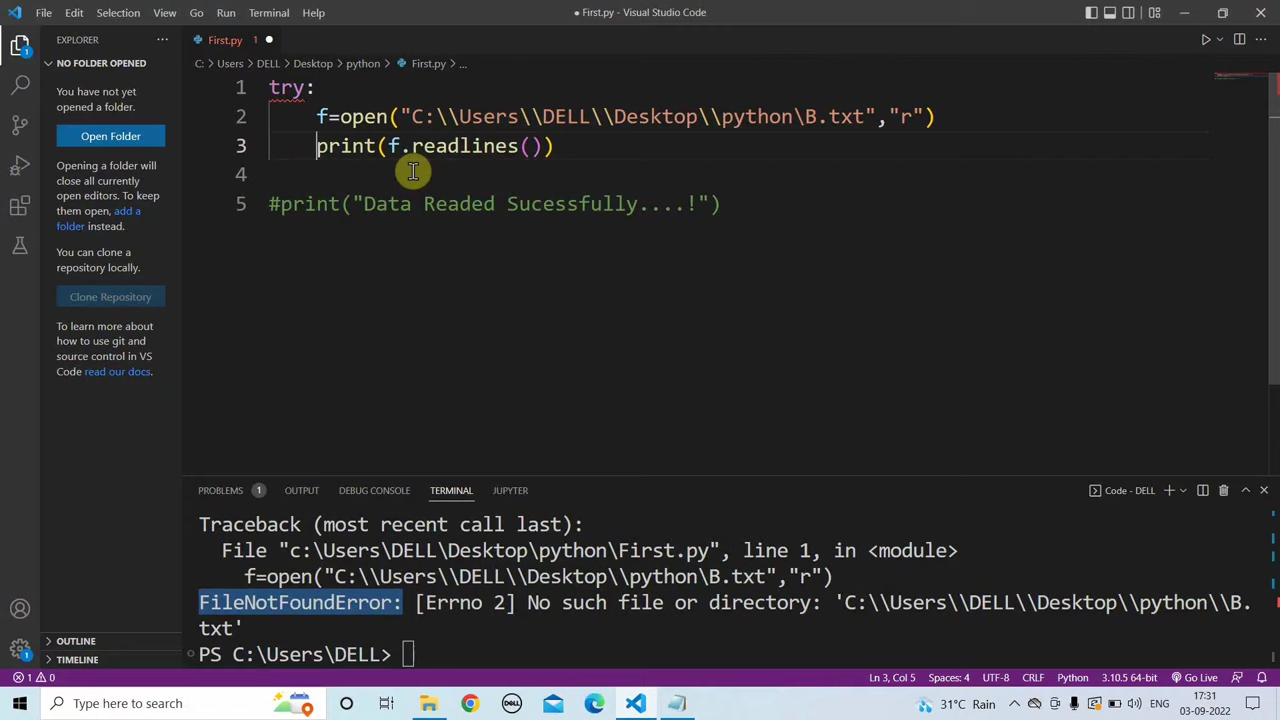 File Edit Selection View Go Run Terminal Help
● First.py - Visual Studio Code
EXPLORER ...
First.py 1 ●
NO FOLDER OPENED
C: > Users > DELL > Desktop > python > First.py > ...
You have not yet
opened a folder.
Open Folder
Opening a folder will
close all currently
open editors. To
keep them open, add a
folder instead.
You can clone a
repository locally.
Clone Repository
To learn more about
how to use git and
source control in VS
Code read our docs.
OUTLINE
TIMELINE
1 try:
2 f=open("C:\\Users\\DELL\\Desktop\\python\B.txt","r")
3 print(f.readlines())
4
5 #print("Data Readed Sucessfully....!")
PROBLEMS 1 OUTPUT DEBUG CONSOLE TERMINAL JUPYTER
Code - DELL
Traceback (most recent call last):
File "c:\Users\DELL\Desktop\python\First.py", line 1, in <module>
f=open("C:\\Users\\DELL\\Desktop\\python\B.txt","r")
FileNotFoundError: [Errno 2] No such file or directory: 'C:\\Users\\DELL\\Desktop\\python\\B.
txt'
PS C:\Users\DELL>
1 0
Ln 3, Col 5 Spaces: 4 UTF-8 CRLF Python 3.10.5 64-bit Go Live
Type here to search
DELL
31°C Rain
ENG
17:31
03-09-2022
1
1